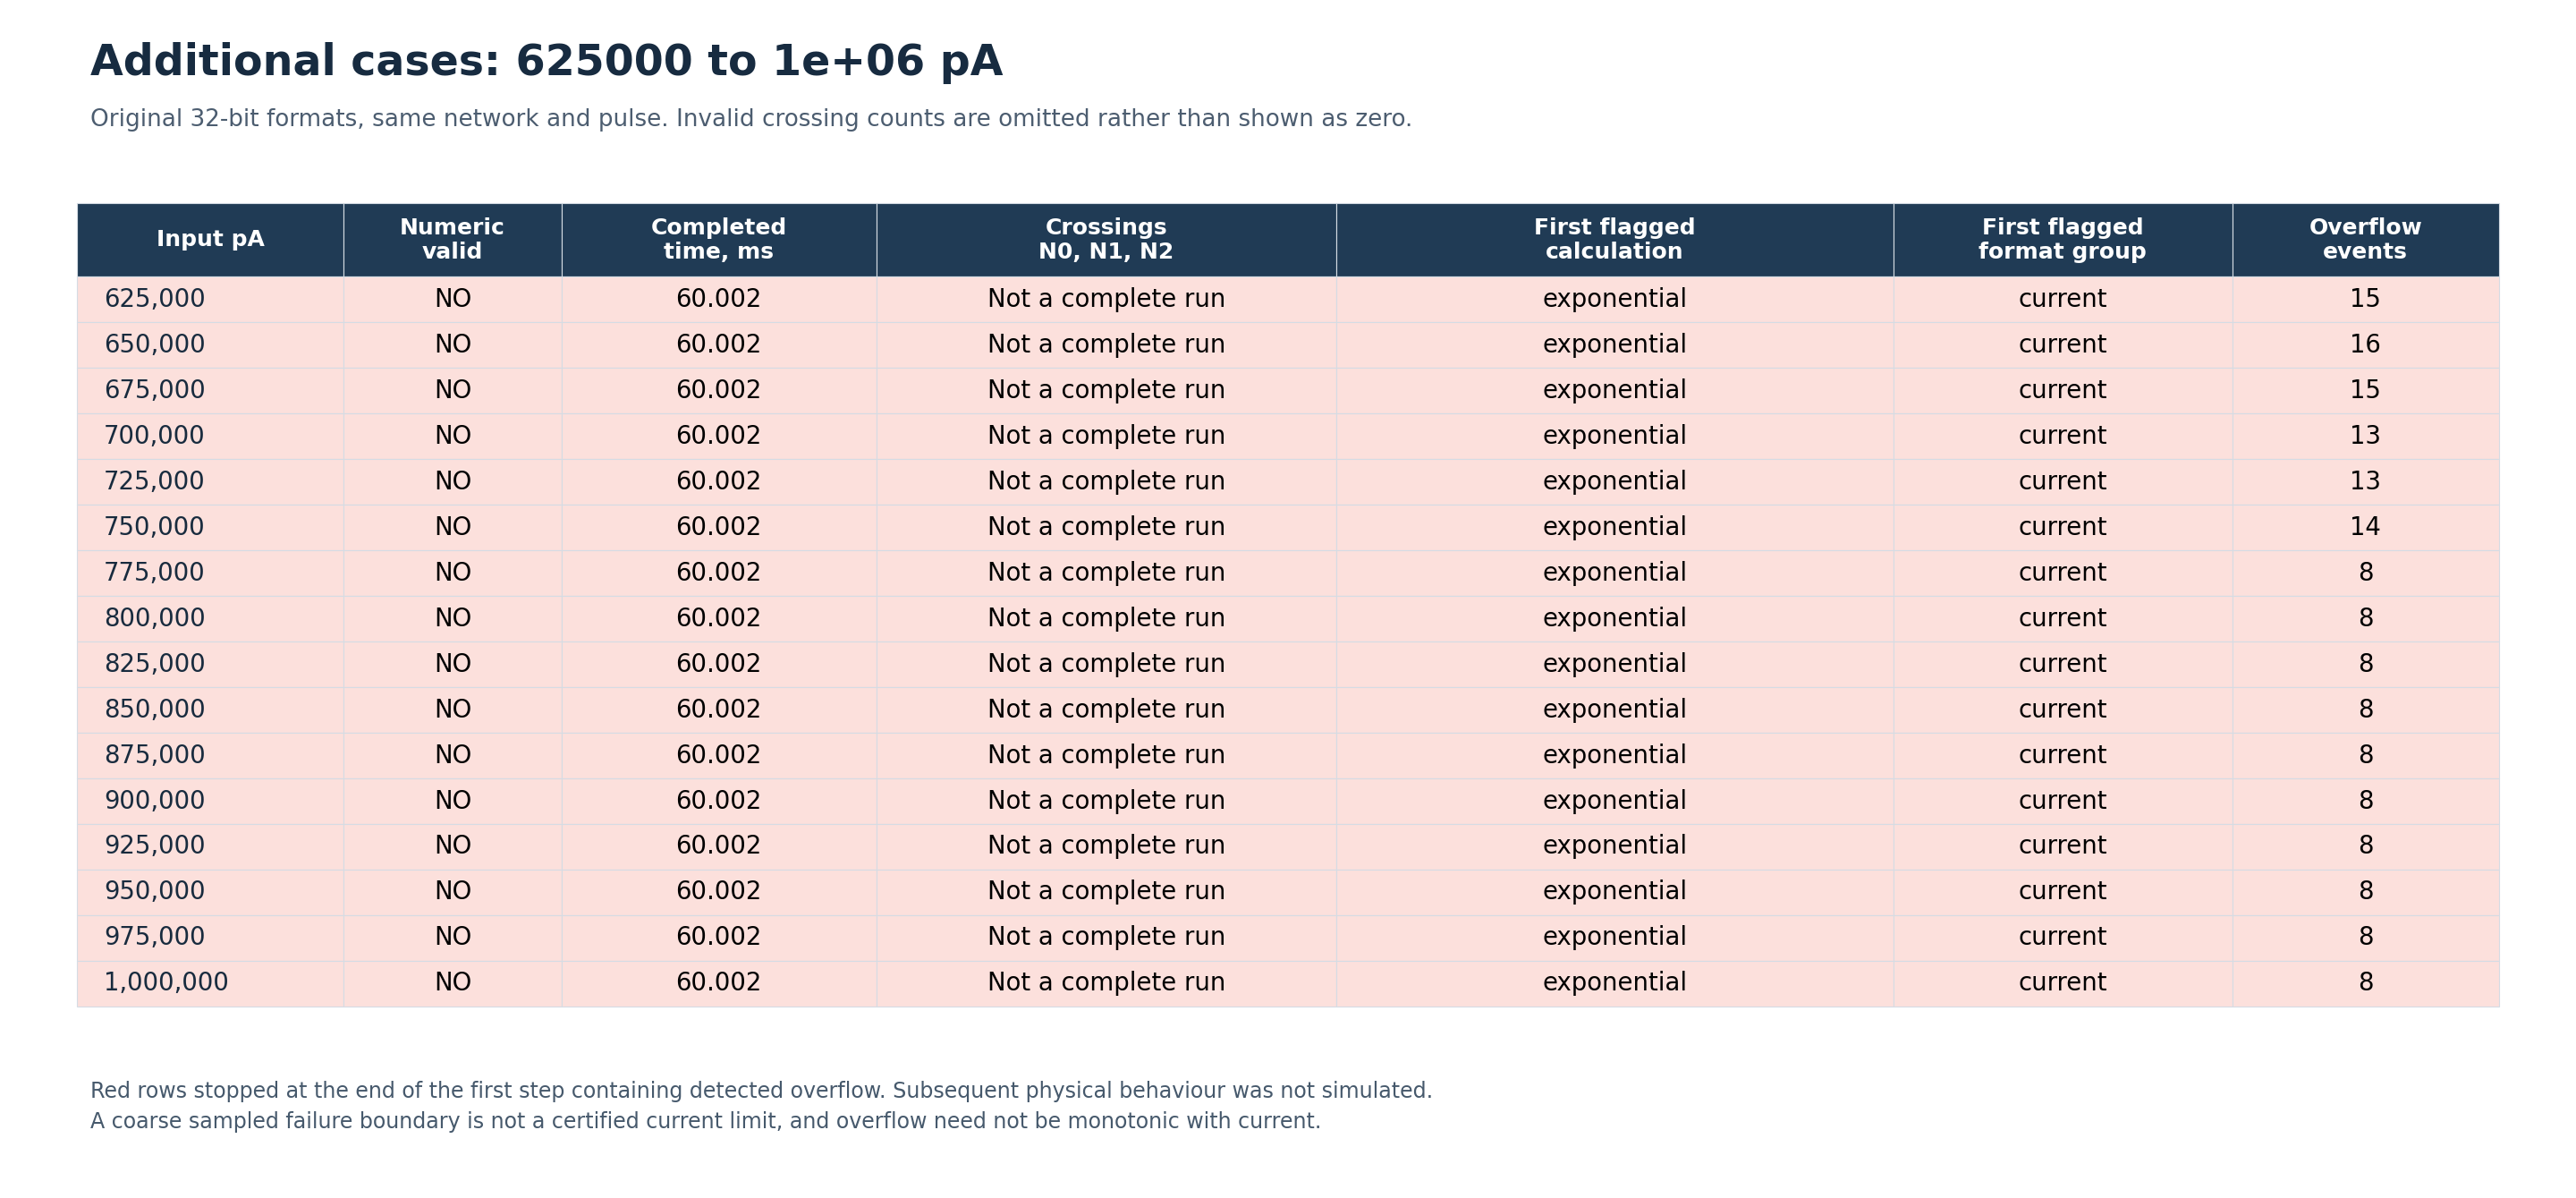 Additional cases: 625000 to 1e+06 pA
Original 32-bit formats, same network and pulse. Invalid crossing counts are omitted rather than shown as zero.
Input pA Numeric valid Completed time, ms Crossings N0, N1, N2 First flagged calculation First flagged format group Overflow events
625,000 NO 60.002 Not a complete run exponential current 15
650,000 NO 60.002 Not a complete run exponential current 16
675,000 NO 60.002 Not a complete run exponential current 15
700,000 NO 60.002 Not a complete run exponential current 13
725,000 NO 60.002 Not a complete run exponential current 13
750,000 NO 60.002 Not a complete run exponential current 14
775,000 NO 60.002 Not a complete run exponential current 8
800,000 NO 60.002 Not a complete run exponential current 8
825,000 NO 60.002 Not a complete run exponential current 8
850,000 NO 60.002 Not a complete run exponential current 8
875,000 NO 60.002 Not a complete run exponential current 8
900,000 NO 60.002 Not a complete run exponential current 8
925,000 NO 60.002 Not a complete run exponential current 8
950,000 NO 60.002 Not a complete run exponential current 8
975,000 NO 60.002 Not a complete run exponential current 8
1,000,000 NO 60.002 Not a complete run exponential current 8
Red rows stopped at the end of the first step containing detected overflow. Subsequent physical behaviour was not simulated.
A coarse sampled failure boundary is not a certified current limit, and overflow need not be monotonic with current.